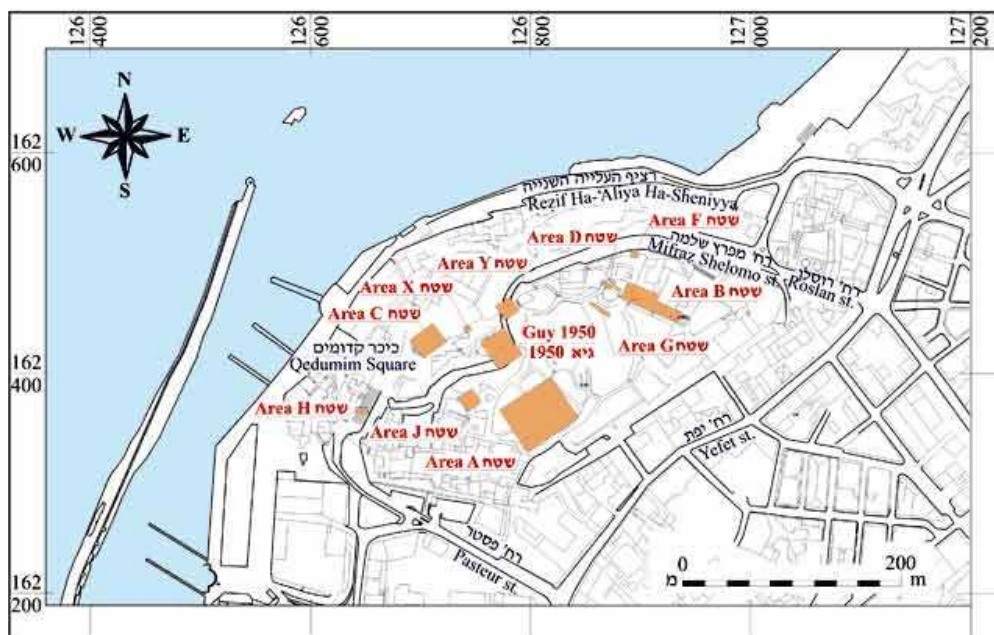 126
400
126
600
126
800
127
000
127
200
162
600
162
400
162
200
N
W E
S
רציף העלייה השנייה
Rezif Ha-'Aliya Ha-Sheniyya
Area F שטח
Area D שטח
רח' מפרץ שלמה
Mifraz Shelomo st.
רח' רוסלן
Roslan st.
Area Y שטח
Area X שטח
Area B שטח
Area C שטח
Guy 1950
גיא 1950
Area G שטח
כיכר קדומים
Qedumim Square
Area H שטח
Area J שטח
Area A שטח
רח' יפת
Yefet st.
רח' פסטר
Pasteur st.
0 200
מ m